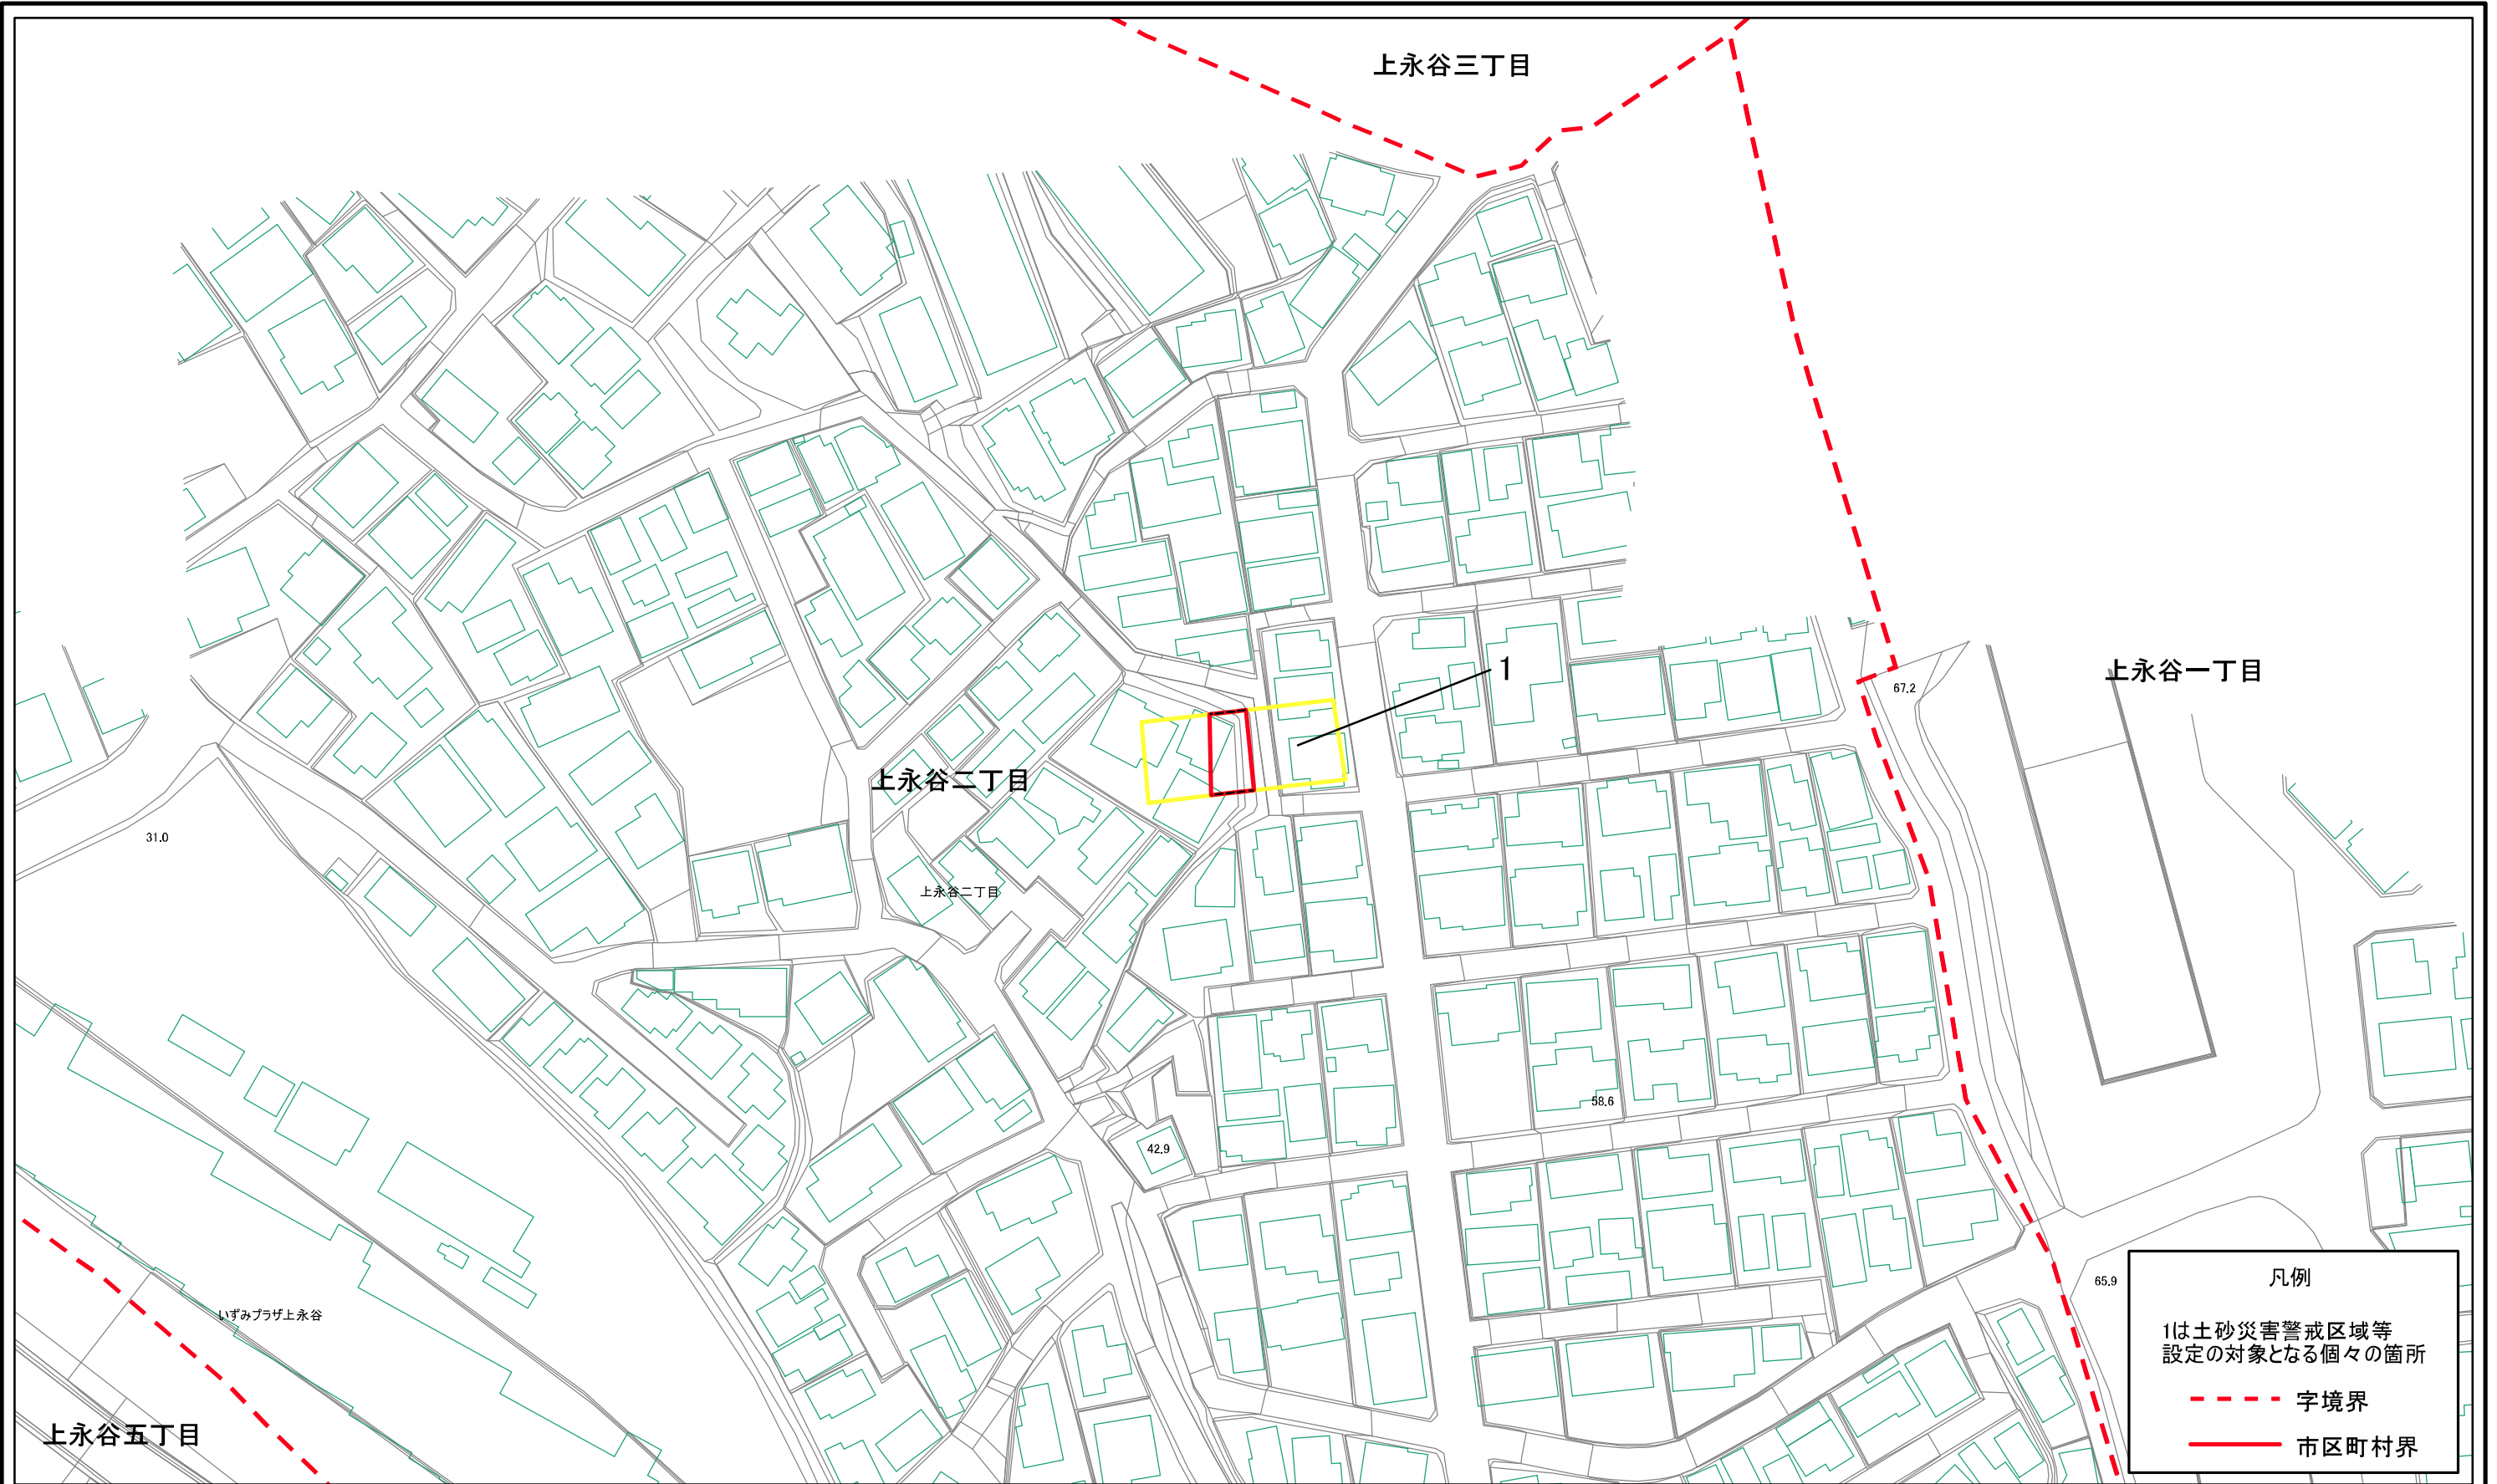 上永谷三丁目
1
上永谷一丁目
67.2
上永谷二丁目
31.0
上永谷二丁目
58.6
42.9
65.9
いずみプラザ上永谷
上永谷五丁目
凡例
1は土砂災害警戒区域等
設定の対象となる個々の箇所
字境界
市区町村界